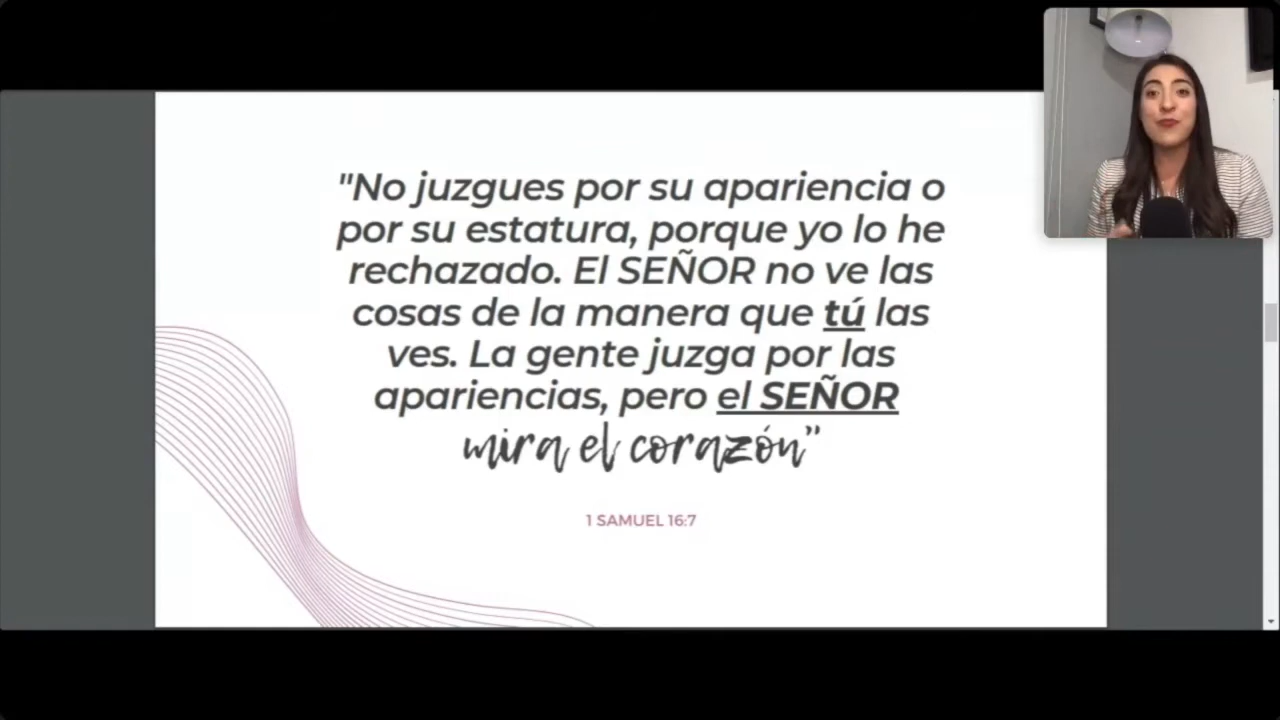 "No juzgues por su apariencia o
por su estatura, porque yo lo he
rechazado. El SEÑOR no ve las
cosas de la manera que tú las
ves. La gente juzga por las
apariencias, pero el SEÑOR
mira el corazón"
1 SAMUEL 16:7